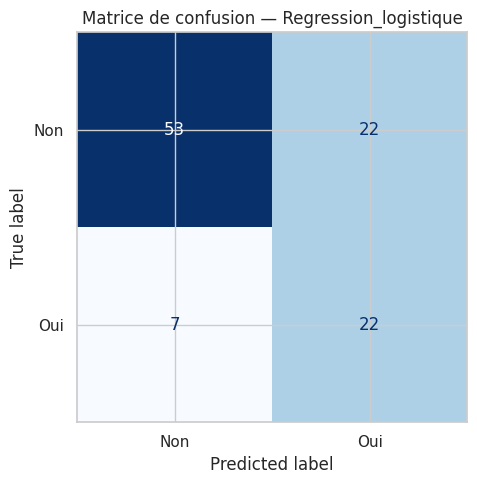 Matrice de confusion — Regression_logistique
True label
Non
53
22
Oui
7
22
Non
Oui
Predicted label